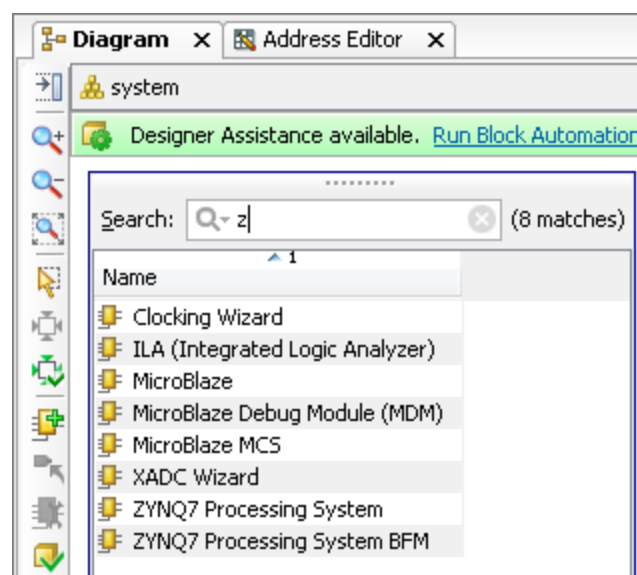 Diagram × Address Editor ×
system
Designer Assistance available. Run Block Automation
Search: z (8 matches)
1
Name
Clocking Wizard
ILA (Integrated Logic Analyzer)
MicroBlaze
MicroBlaze Debug Module (MDM)
MicroBlaze MCS
XADC Wizard
ZYNQ7 Processing System
ZYNQ7 Processing System BFM